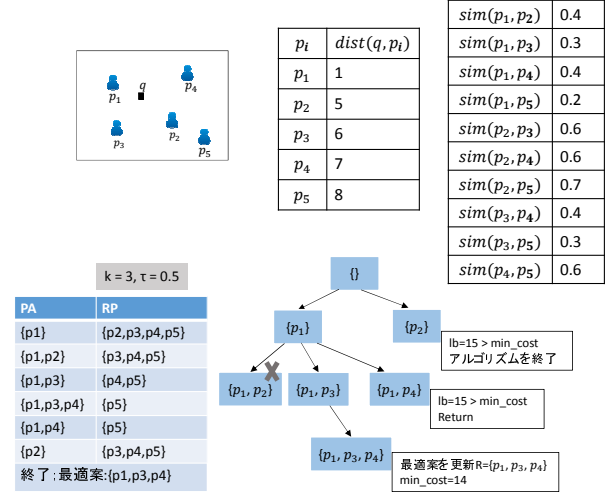 p₁
q
p₄
p₃
p₂
p₅
pᵢ dist(q, pᵢ)
p₁ 1
p₂ 5
p₃ 6
p₄ 7
p₅ 8
sim(p₁, p₂) 0.4
sim(p₁, p₃) 0.3
sim(p₁, p₄) 0.4
sim(p₁, p₅) 0.2
sim(p₂, p₃) 0.6
sim(p₂, p₄) 0.6
sim(p₂, p₅) 0.7
sim(p₃, p₄) 0.4
sim(p₃, p₅) 0.3
sim(p₄, p₅) 0.6
k = 3, τ = 0.5
PA RP
{p1} {p2,p3,p4,p5}
{p1,p2} {p3,p4,p5}
{p1,p3} {p4,p5}
{p1,p3,p4} {p5}
{p1,p4} {p5}
{p2} {p3,p4,p5}
終了;最適案:{p1,p3,p4}
{}
{p₁}
{p₂}
lb=15 > min_cost
アルゴリズムを終了
{p₁, p₂}
{p₁, p₃}
{p₁, p₄}
lb=15 > min_cost
Return
{p₁, p₃, p₄}
最適案を更新R={p₁, p₃, p₄}
min_cost=14